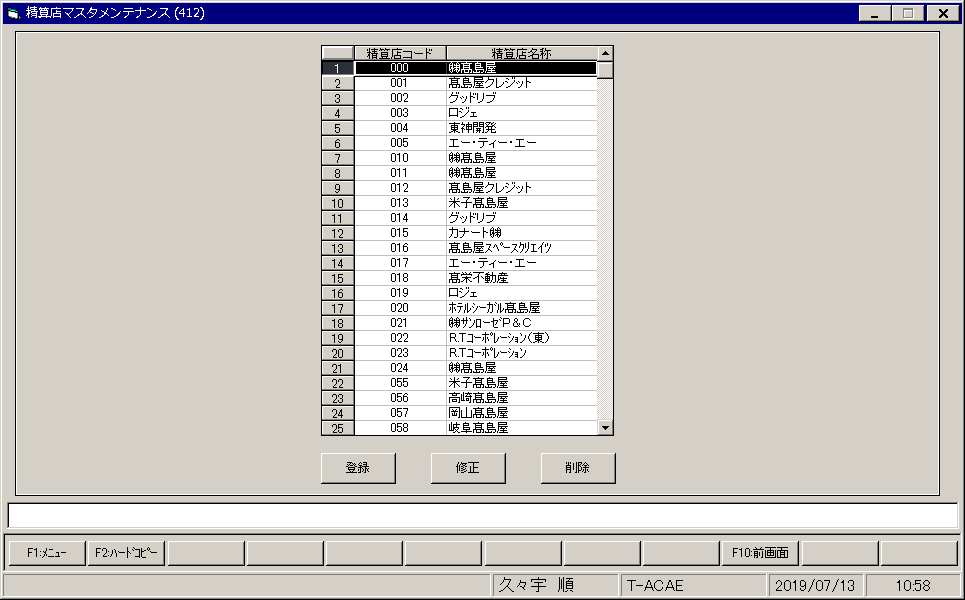 精算店マスタメンテナンス (412)
精算店コード 精算店名称
1 000 ㈱髙島屋
2 001 髙島屋クレジット
3 002 グッドリブ
4 003 ロジェ
5 004 東神開発
6 005 エー・ティー・エー
7 010 ㈱髙島屋
8 011 ㈱髙島屋
9 012 髙島屋クレジット
10 013 米子髙島屋
11 014 グッドリブ
12 015 カナート㈱
13 016 髙島屋ｽﾍﾟｰｽｸﾘｴｲﾂ
14 017 エー・ティー・エー
15 018 髙栄不動産
16 019 ロジェ
17 020 ﾎﾃﾙｼｰｶﾞﾙ髙島屋
18 021 ㈱ｻﾝﾛｰｾﾞＰ＆Ｃ
19 022 R.Tｺｰﾎﾟﾚｰｼｮﾝ(東)
20 023 R.Tｺｰﾎﾟﾚｰｼｮﾝ
21 024 ㈱髙島屋
22 055 米子髙島屋
23 056 高崎髙島屋
24 057 岡山髙島屋
25 058 岐阜髙島屋
登録 修正 削除
F1:ﾒﾆｭｰ F2:ﾊｰﾄﾞｺﾋﾟｰ F10:前画面
久々宇 順 T-ACAE 2019/07/13 10:58